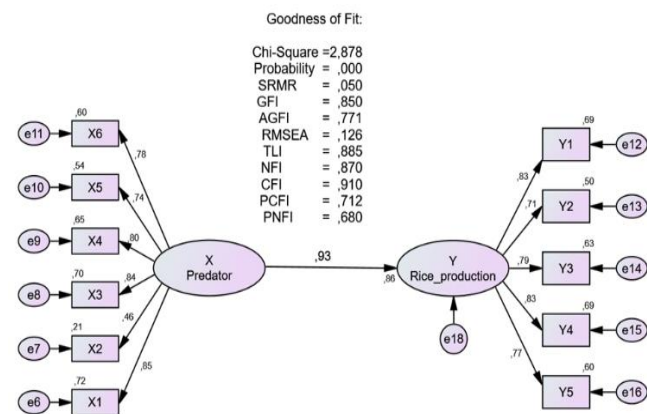 Goodness of Fit:
Chi-Square =2,878
Probability = ,000
SRMR = ,050
GFI = ,850
AGFI = ,771
RMSEA = ,126
TLI = ,885
NFI = ,870
CFI = ,910
PCFI = ,712
PNFI = ,680
,60
e11 X6
,78
,54
e10 X5
,74
,65
e9 X4
,80
,70
e8 X3
,84
,21
e7 X2
,46
,72
e6 X1
,85
X
Predator
,93
,86
Y
Rice_production
e18
,69
Y1 e12
,83
,50
Y2 e13
,71
,63
Y3 e14
,79
,69
Y4 e15
,83
,60
Y5 e16
,77